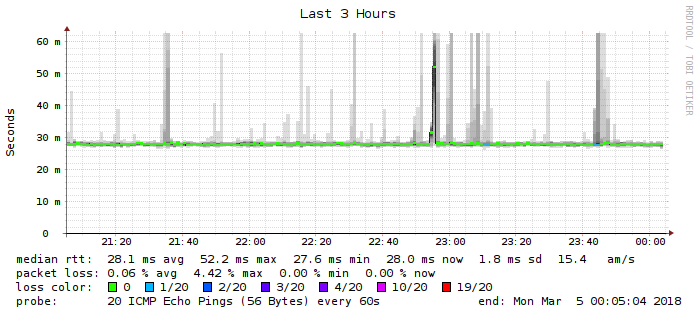 Last 3 Hours
RRDTOOL / TOBI OETIKER
Seconds
60 m
50 m
40 m
30 m
20 m
10 m
0
21:20 21:40 22:00 22:20 22:40 23:00 23:20 23:40 00:00
median rtt: 28.1 ms avg 52.2 ms max 27.6 ms min 28.0 ms now 1.8 ms sd 15.4 am/s
packet loss: 0.06 % avg 4.42 % max 0.00 % min 0.00 % now
loss color: 0 1/20 2/20 3/20 4/20 10/20 19/20
probe: 20 ICMP Echo Pings (56 Bytes) every 60s end: Mon Mar 5 00:05:04 2018